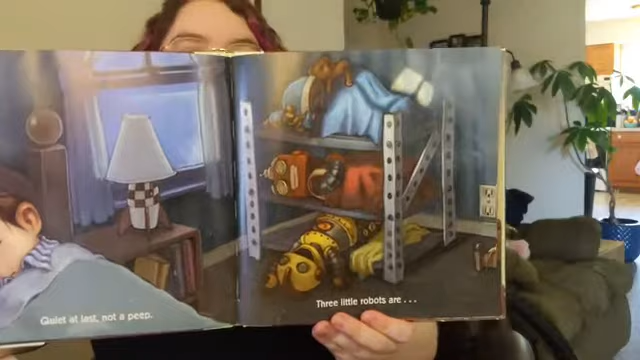 Quiet at last, not a peep.
Three little robots are . . .